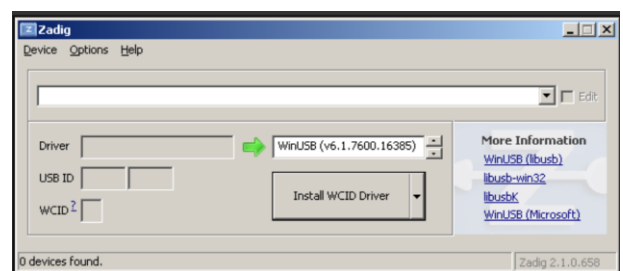 Zadig
Device Options Help
Edit
Driver
WinUSB (v6.1.7600.16385)
USB ID
WCID ?
Install WCID Driver
More Information
WinUSB (libusb)
libusb-win32
libusbK
WinUSB (Microsoft)
0 devices found.
Zadig 2.1.0.658